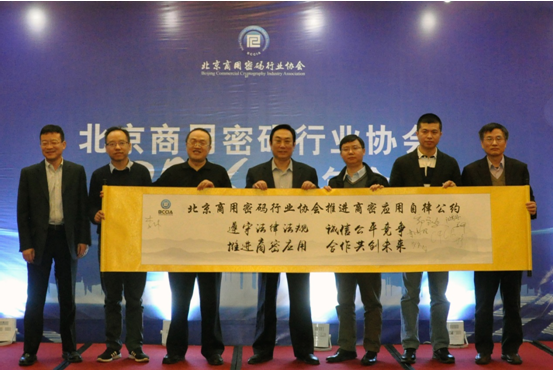 北京商用密码行业协会
Beijing Commercial Cryptography Industry Association
北京商用密码行业协会
BCCIA
北京商用密码行业协会推进商密应用自律公约
遵守法律法规 诚信公平竞争
推进商密应用 合作共创未来